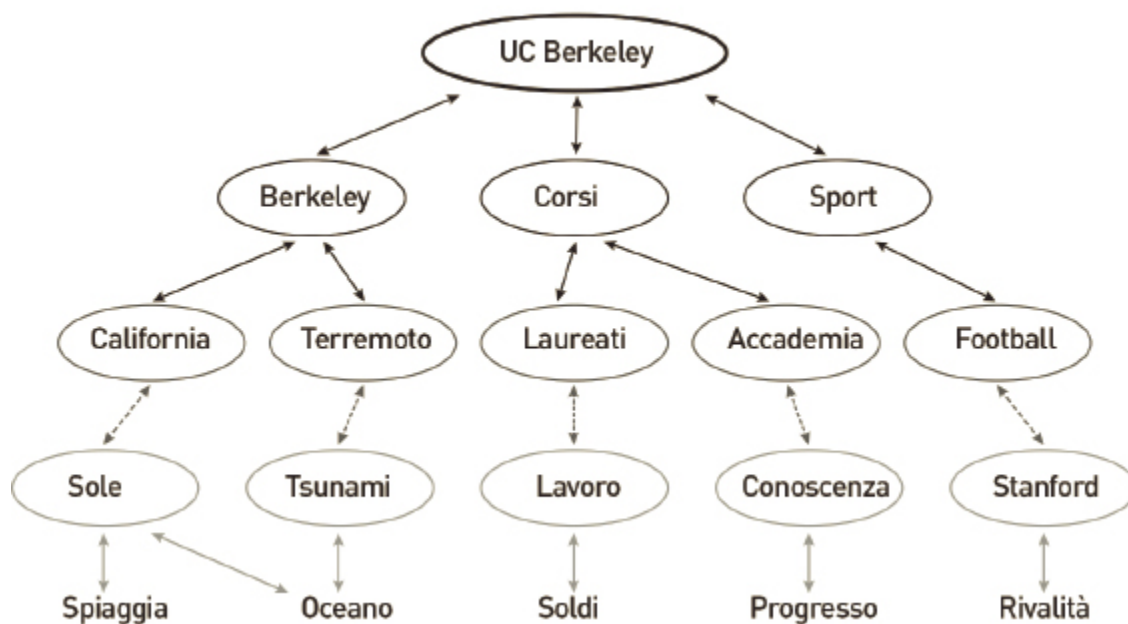 UC Berkeley
Berkeley
Corsi
Sport
California
Terremoto
Laureati
Accademia
Football
Sole
Tsunami
Lavoro
Conoscenza
Stanford
Spiaggia
Oceano
Soldi
Progresso
Rivalità